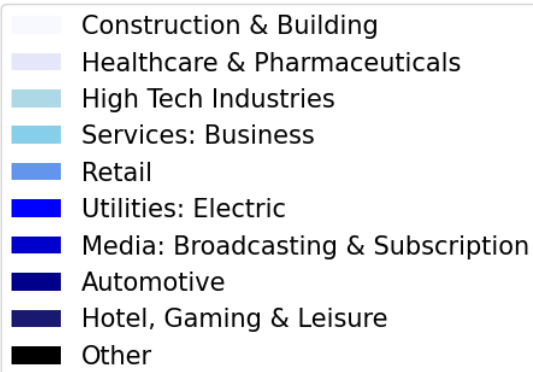 Construction & Building
Healthcare & Pharmaceuticals
High Tech Industries
Services: Business
Retail
Utilities: Electric
Media: Broadcasting & Subscription
Automotive
Hotel, Gaming & Leisure
Other